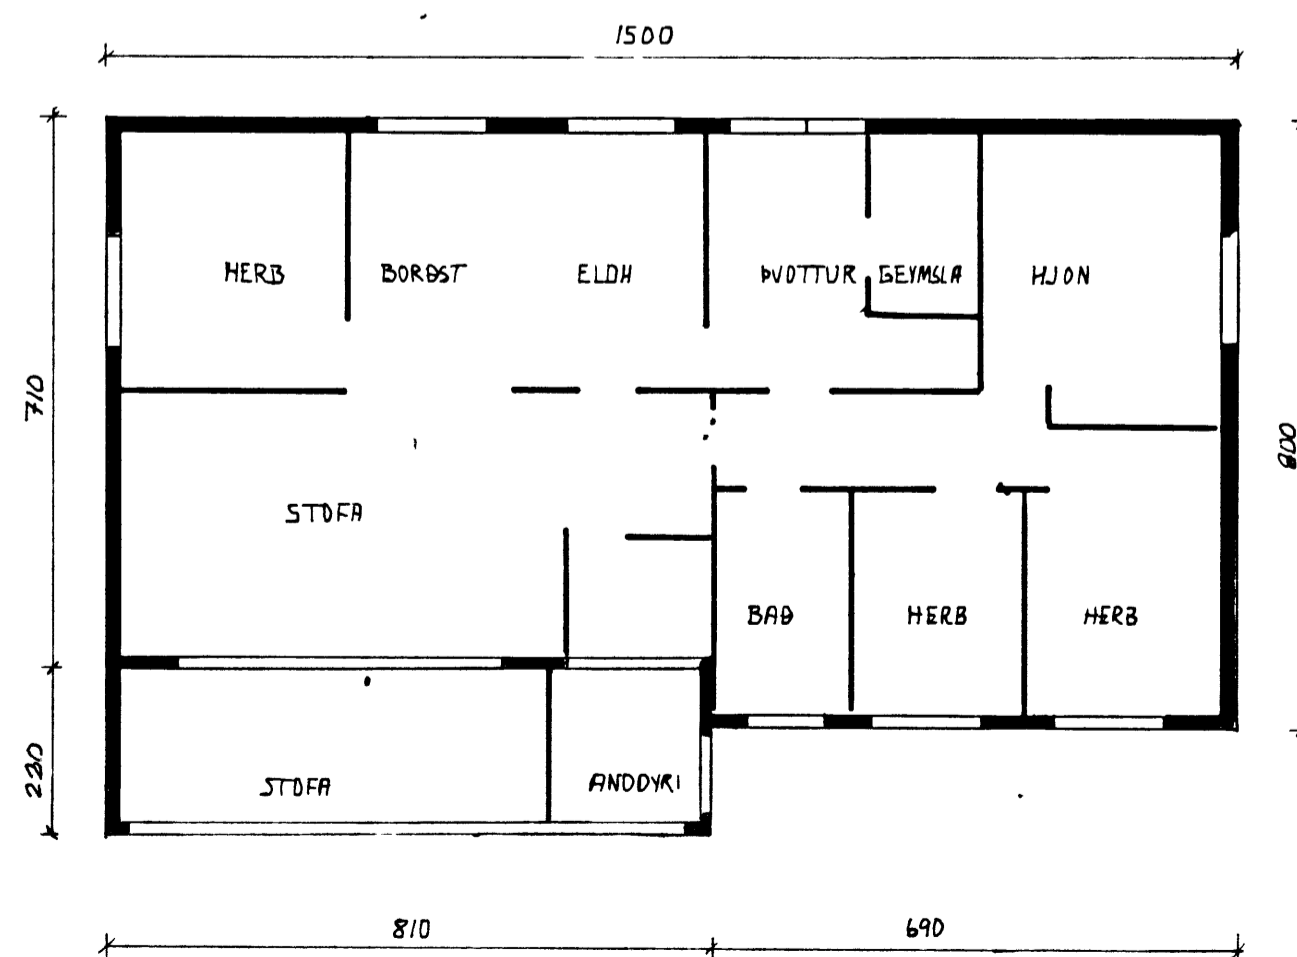 1500
HERB
BORÐST
ELDH
ÞVOTTUR
GEYMSLA
HJON
710
800
STOFA
BAÐ
HERB
HERB
STOFA
ANDDYRI
220
810
690